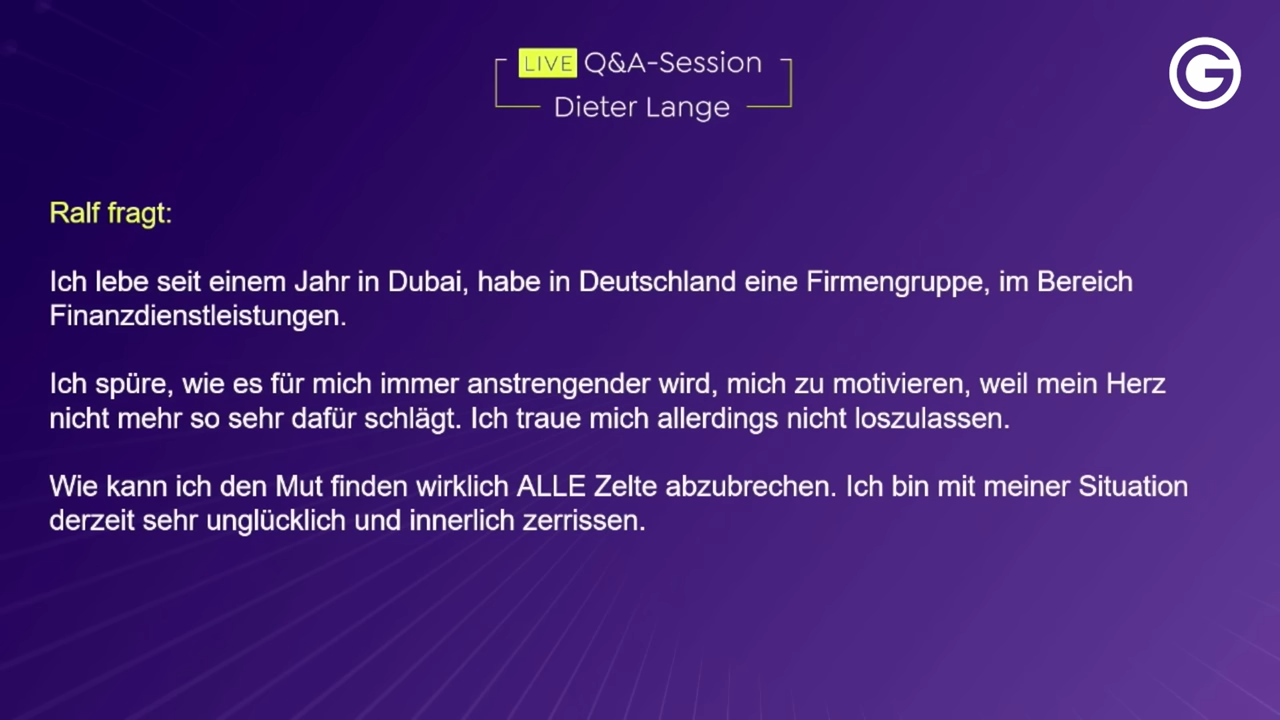 LIVE Q&A-Session
Dieter Lange
G
Ralf fragt:
Ich lebe seit einem Jahr in Dubai, habe in Deutschland eine Firmengruppe, im Bereich
Finanzdienstleistungen.
Ich spüre, wie es für mich immer anstrengender wird, mich zu motivieren, weil mein Herz
nicht mehr so sehr dafür schlägt. Ich traue mich allerdings nicht loszulassen.
Wie kann ich den Mut finden wirklich ALLE Zelte abzubrechen. Ich bin mit meiner Situation
derzeit sehr unglücklich und innerlich zerrissen.